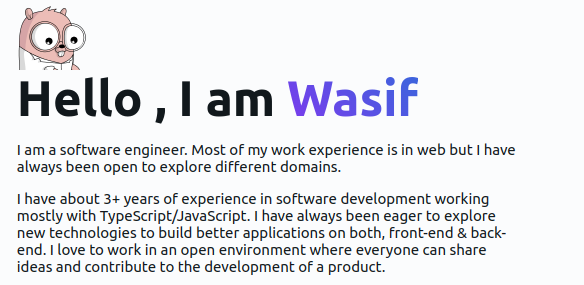 Hello , I am Wasif
I am a software engineer. Most of my work experience is in web but I have
always been open to explore different domains.
I have about 3+ years of experience in software development working
mostly with TypeScript/JavaScript. I have always been eager to explore
new technologies to build better applications on both, front-end & back-
end. I love to work in an open environment where everyone can share
ideas and contribute to the development of a product.